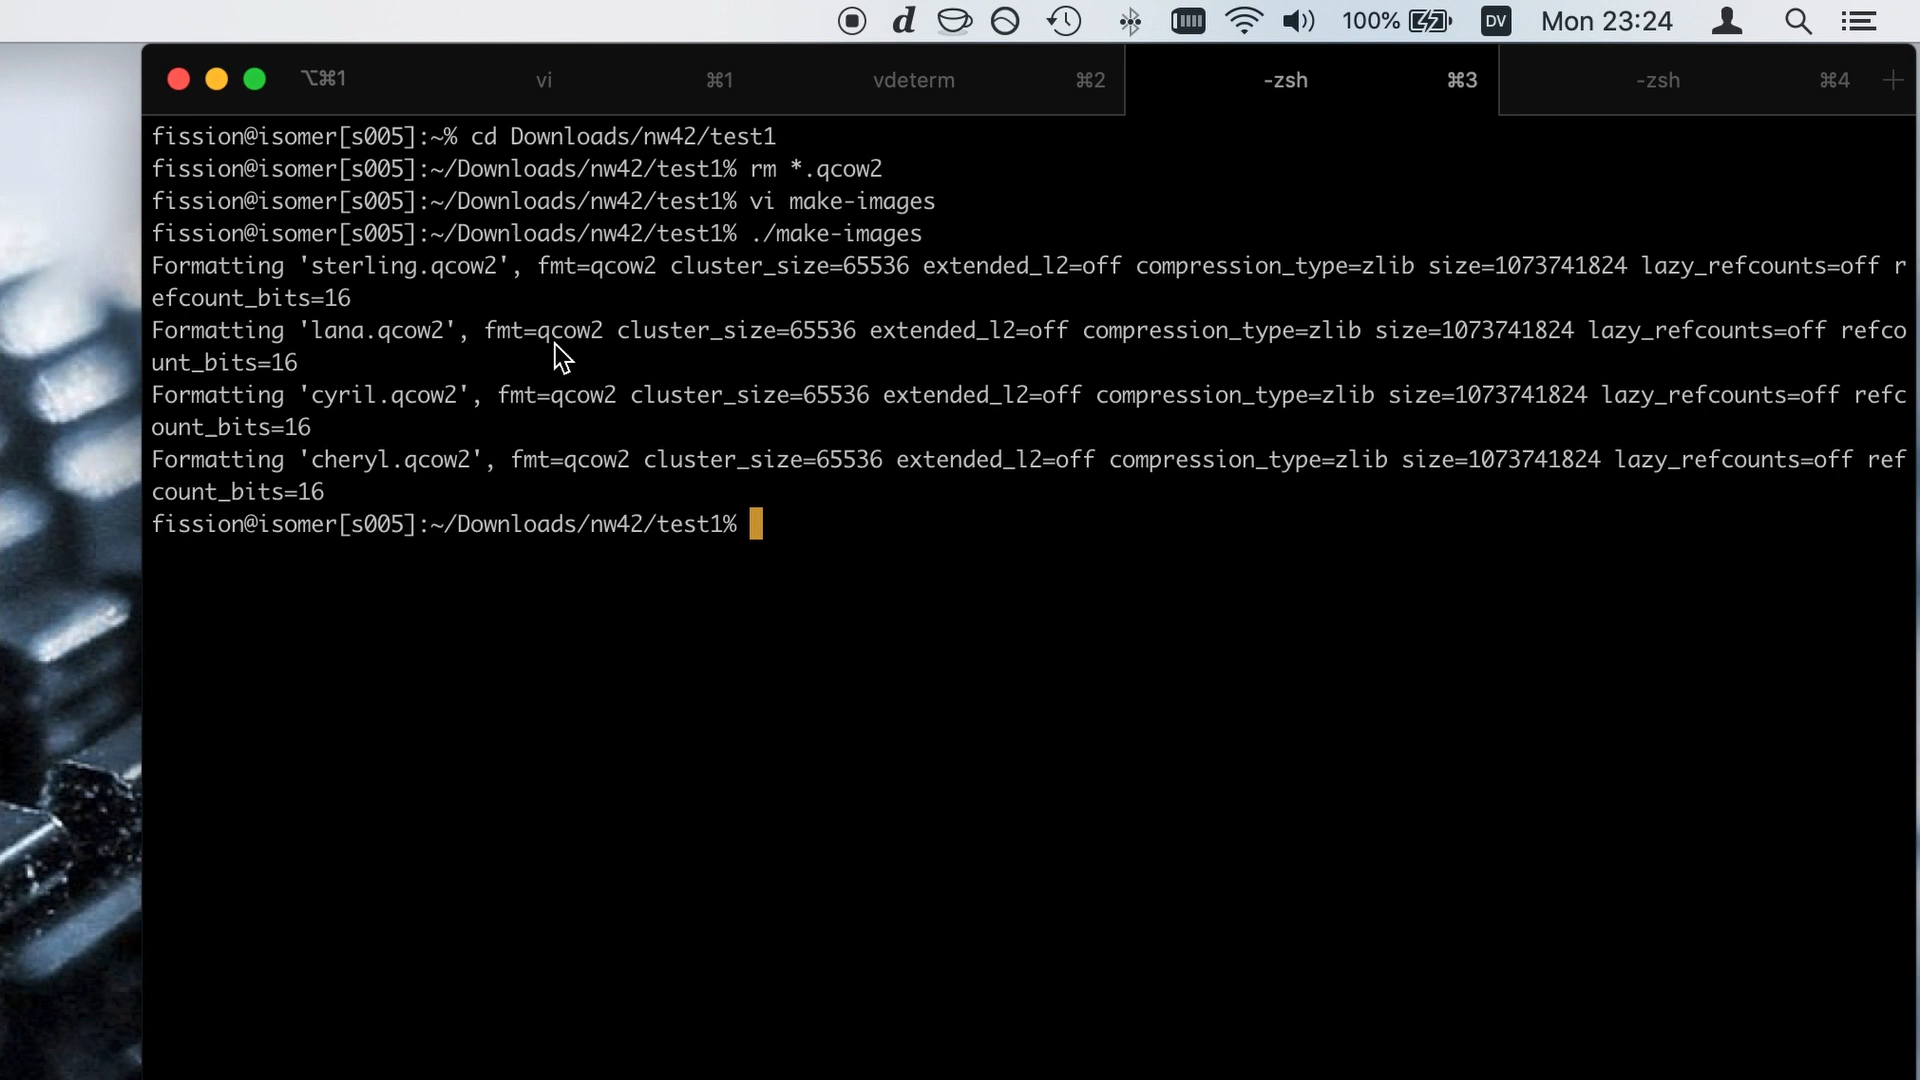 d 100% DV Mon 23:24
⌥⌘1 vi ⌘1 vdeterm ⌘2 -zsh ⌘3 -zsh ⌘4 +
fission@isomer[s005]:~% cd Downloads/nw42/test1
fission@isomer[s005]:~/Downloads/nw42/test1% rm *.qcow2
fission@isomer[s005]:~/Downloads/nw42/test1% vi make-images
fission@isomer[s005]:~/Downloads/nw42/test1% ./make-images
Formatting 'sterling.qcow2', fmt=qcow2 cluster_size=65536 extended_l2=off compression_type=zlib size=1073741824 lazy_refcounts=off r
efcount_bits=16
Formatting 'lana.qcow2', fmt=qcow2 cluster_size=65536 extended_l2=off compression_type=zlib size=1073741824 lazy_refcounts=off refco
unt_bits=16
Formatting 'cyril.qcow2', fmt=qcow2 cluster_size=65536 extended_l2=off compression_type=zlib size=1073741824 lazy_refcounts=off refc
ount_bits=16
Formatting 'cheryl.qcow2', fmt=qcow2 cluster_size=65536 extended_l2=off compression_type=zlib size=1073741824 lazy_refcounts=off ref
count_bits=16
fission@isomer[s005]:~/Downloads/nw42/test1%